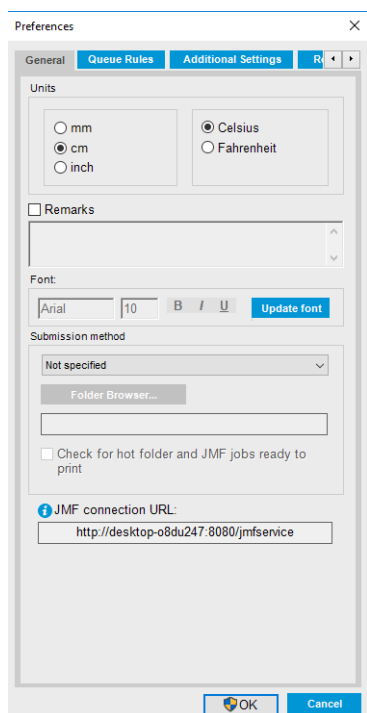 Preferences
General Queue Rules Additional Settings
Units
mm
cm
inch
Celsius
Fahrenheit
Remarks
Font:
Arial 10 B I U Update font
Submission method
Not specified
Folder Browser...
Check for hot folder and JMF jobs ready to
print
JMF connection URL:
http://desktop-o8du247:8080/jmfservice
OK Cancel